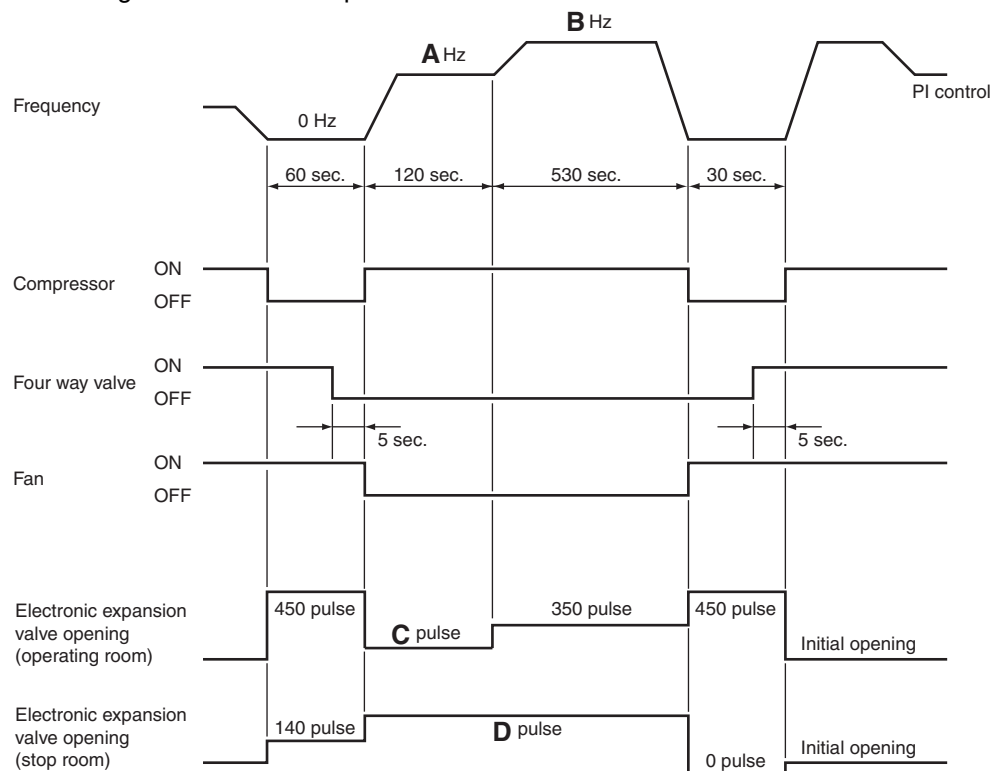 B Hz
A Hz
PI control
Frequency
0 Hz
60 sec.
120 sec.
530 sec.
30 sec.
ON
Compressor
OFF
ON
Four way valve
OFF
5 sec.
5 sec.
ON
Fan
OFF
Electronic expansion
valve opening
(operating room)
450 pulse
C pulse
350 pulse
450 pulse
Initial opening
Electronic expansion
valve opening
(stop room)
140 pulse
D pulse
0 pulse
Initial opening